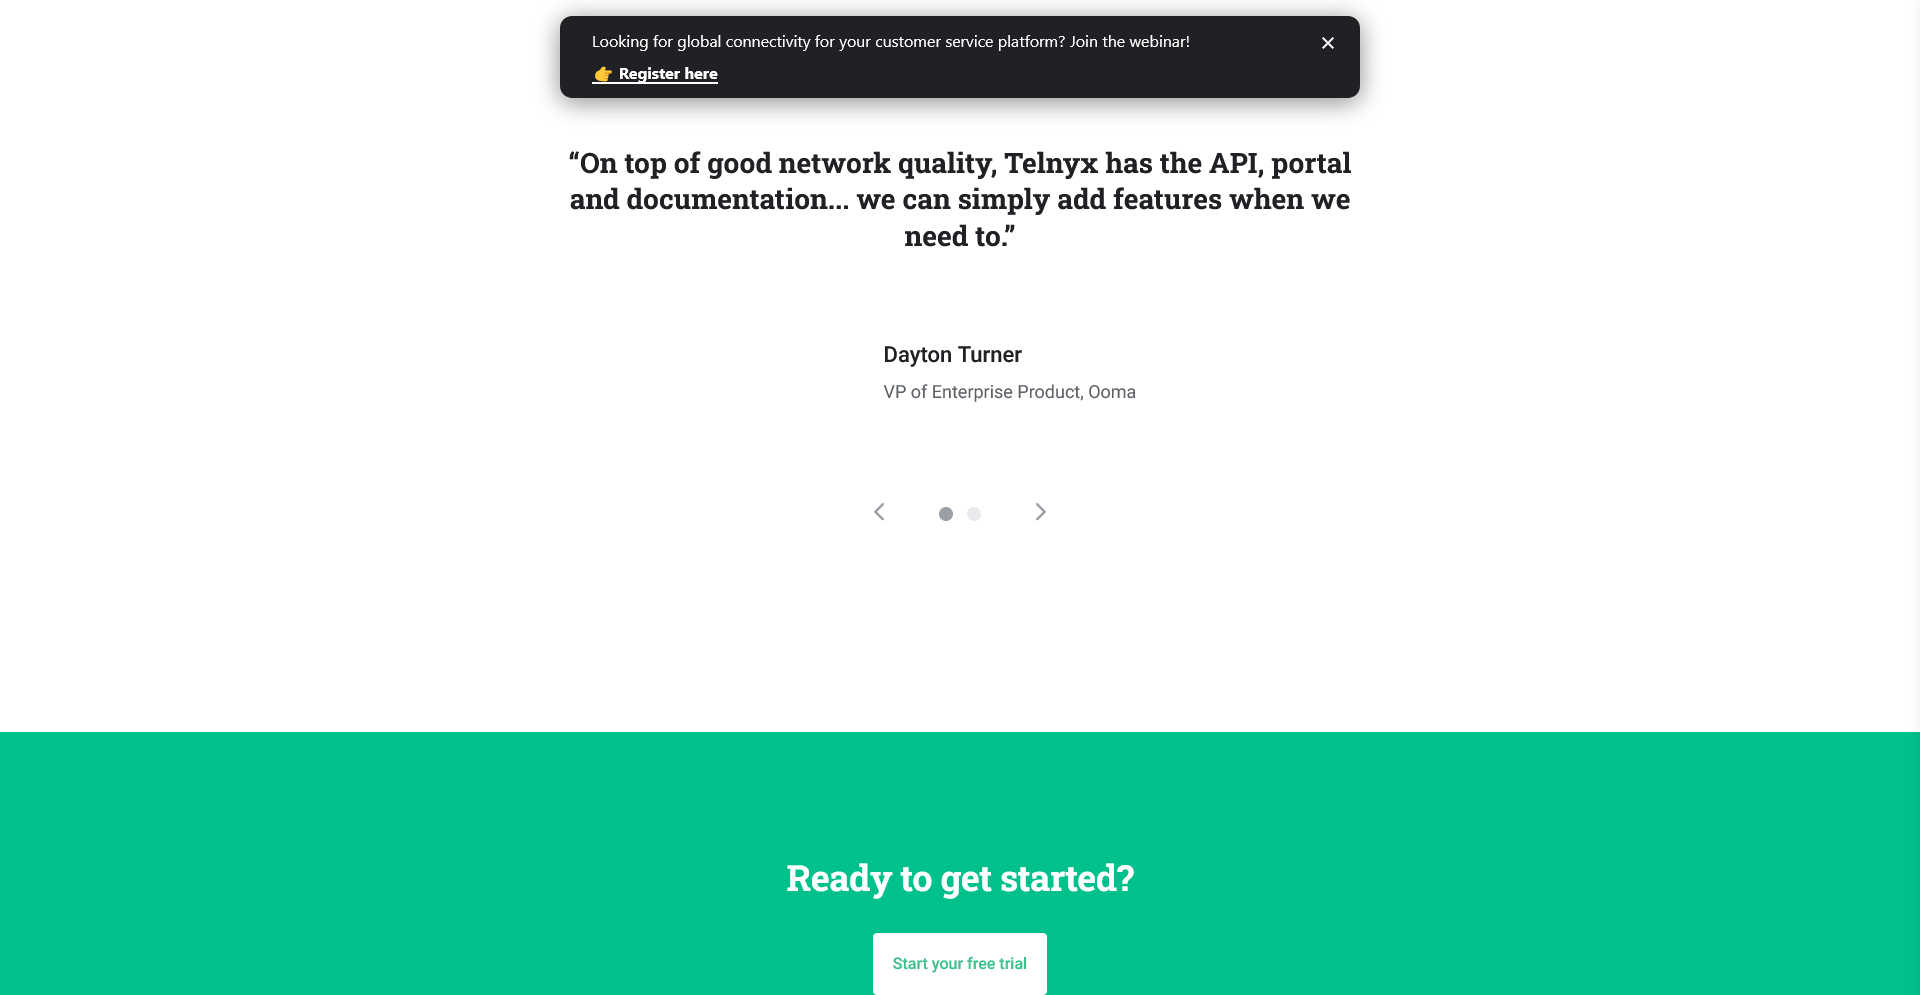 Looking for global connectivity for your customer service platform? Join the webinar!
👉 Register here
“On top of good network quality, Telnyx has the API, portal
and documentation... we can simply add features when we
need to.”
Dayton Turner
VP of Enterprise Product, Ooma
Ready to get started?
Start your free trial